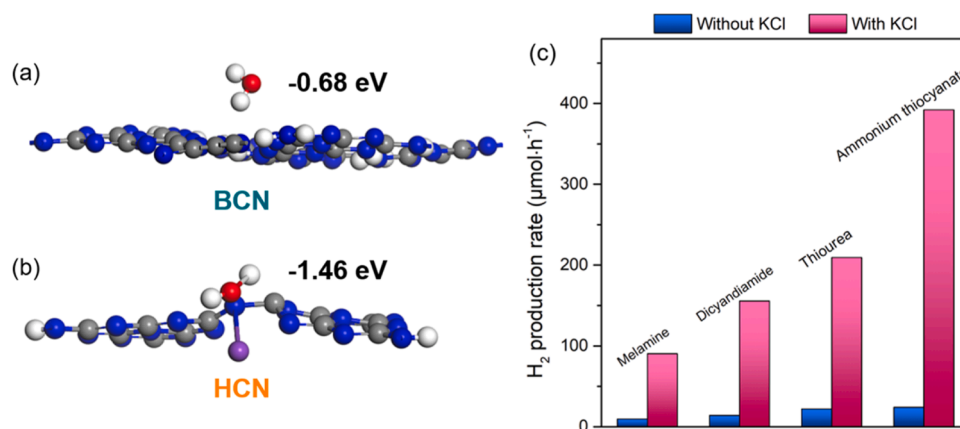 (a)
-0.68 eV
BCN
(b)
-1.46 eV
HCN
(c)
Without KCl
With KCl
H₂ production rate (μmol·h⁻¹)
400
300
200
100
0
Melamine
Dicyandiamide
Thiourea
Ammonium thiocyanate